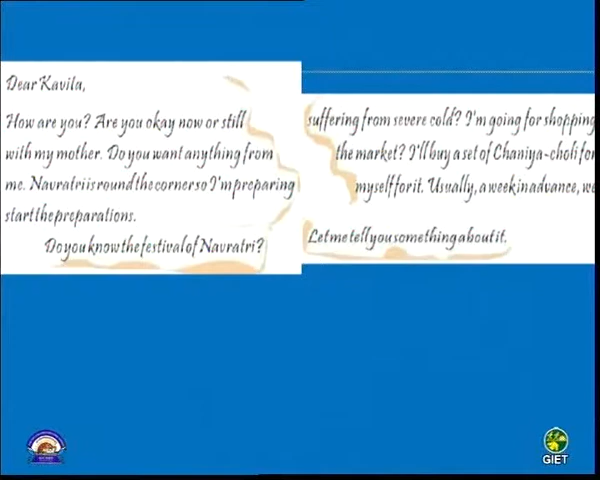 Dear Kavila,
How are you? Are you okay now or still suffering from severe cold? I'm going for shopping
with my mother. Do you want anything from the market? I'll buy a set of Chaniya-choli for
me. Navratri is round the corner so I'm preparing myself for it. Usually, a week in advance, we
start the preparations.
Do you know the festival of Navratri? Let me tell you something about it.
GIET